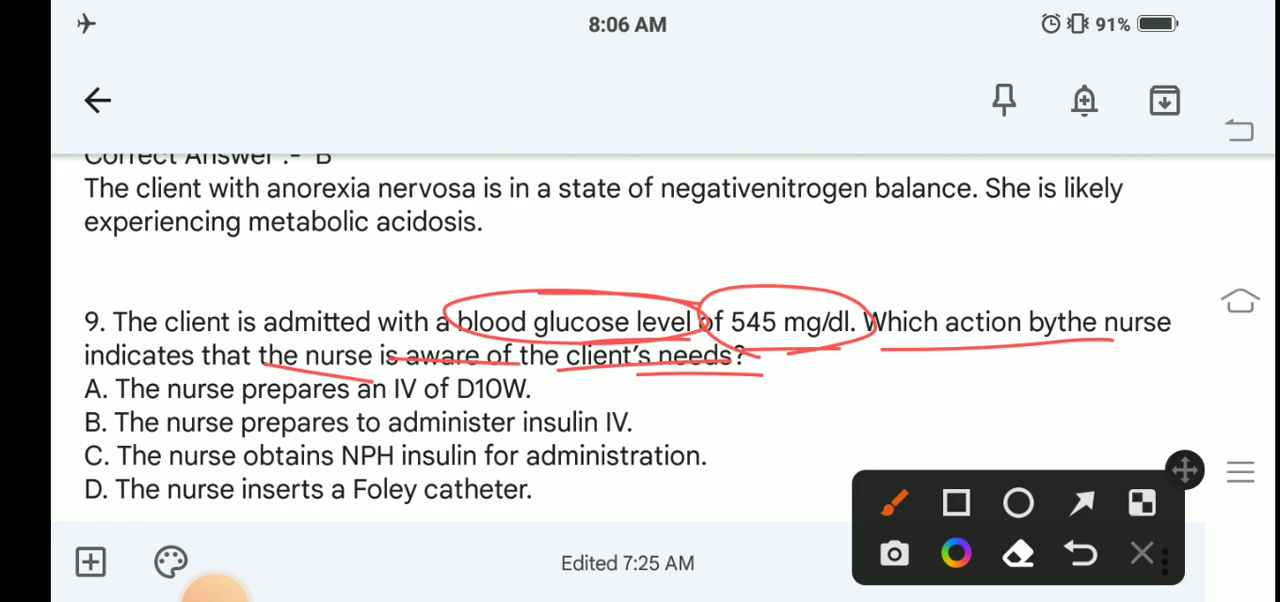 8:06 AM
91%
Correct Answer :- B
The client with anorexia nervosa is in a state of negativenitrogen balance. She is likely
experiencing metabolic acidosis.
9. The client is admitted with a blood glucose level of 545 mg/dl. Which action bythe nurse
indicates that the nurse is aware of the client's needs?
A. The nurse prepares an IV of D10W.
B. The nurse prepares to administer insulin IV.
C. The nurse obtains NPH insulin for administration.
D. The nurse inserts a Foley catheter.
Edited 7:25 AM